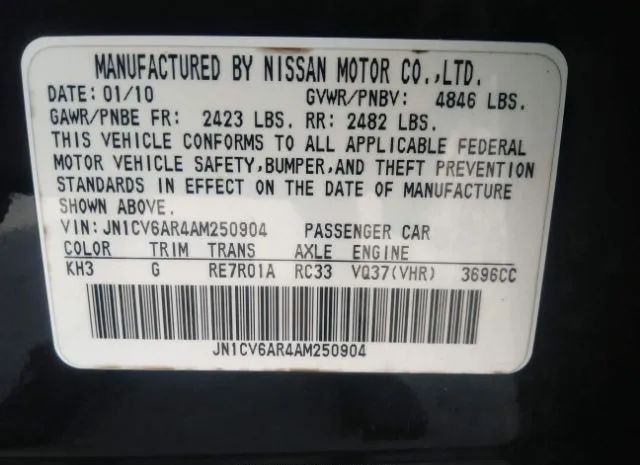 MANUFACTURED BY NISSAN MOTOR CO.,LTD.
DATE: 01/10 GVWR/PNBV: 4846 LBS.
GAWR/PNBE FR: 2423 LBS. RR: 2482 LBS.
THIS VEHICLE CONFORMS TO ALL APPLICABLE FEDERAL
MOTOR VEHICLE SAFETY,BUMPER,AND THEFT PREVENTION
STANDARDS IN EFFECT ON THE DATE OF MANUFACTURE
SHOWN ABOVE.
VIN: JN1CV6AR4AM250904 PASSENGER CAR
COLOR TRIM TRANS AXLE ENGINE
KH3 G RE7R01A RC33 VQ37(VHR) 3696CC
JN1CV6AR4AM250904